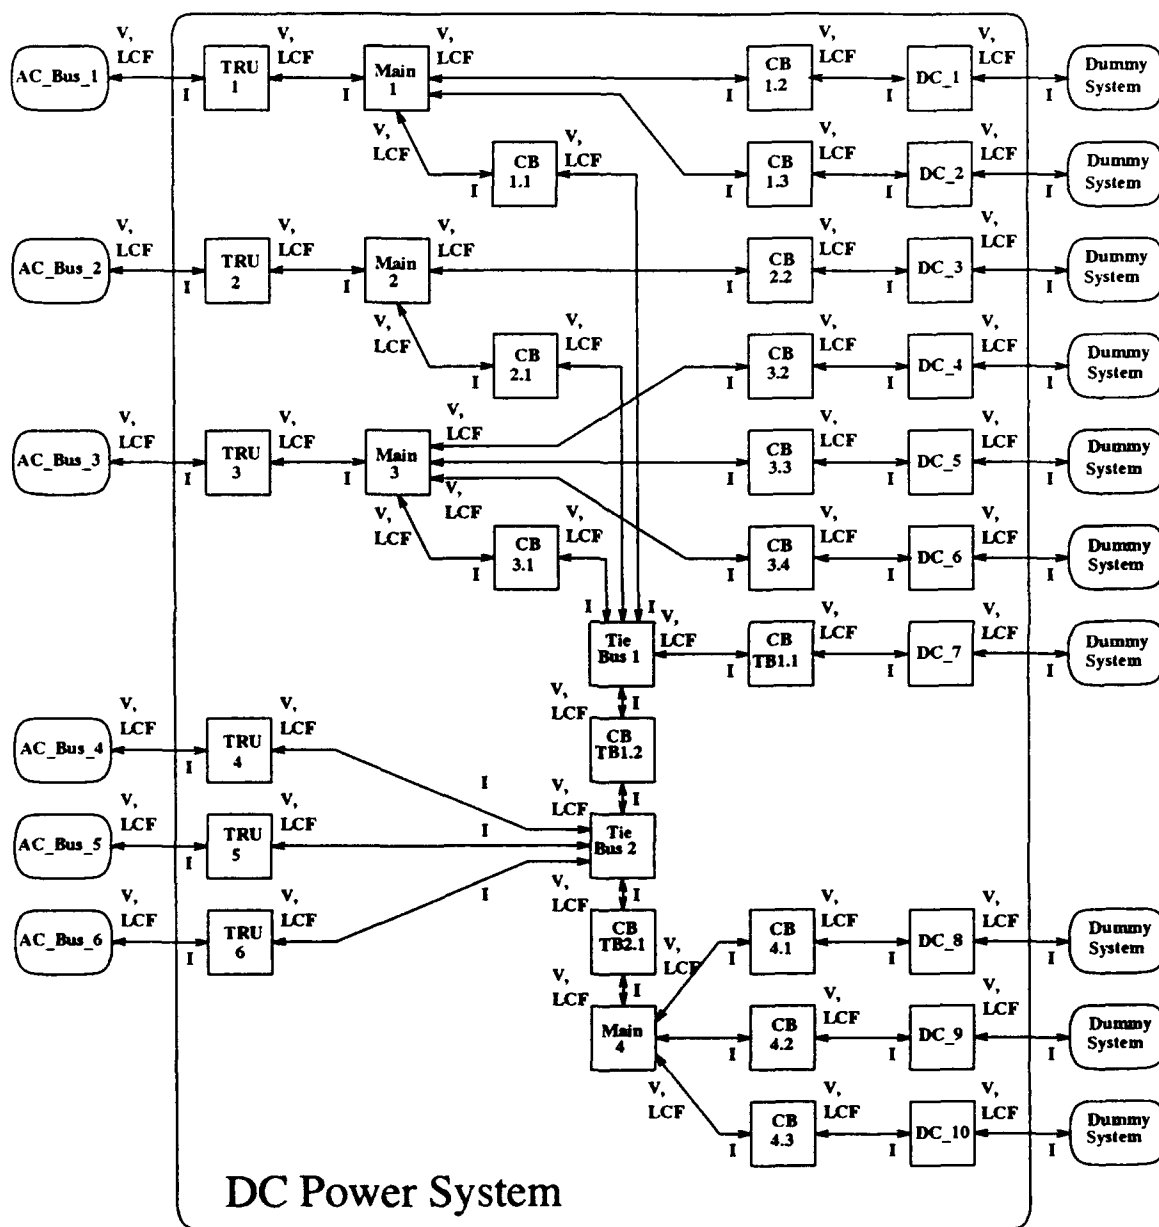 V, V, V, V, V, V,
LCF LCF LCF LCF LCF LCF
AC_Bus_1 TRU 1 Main 1 CB 1.2 DC_1 Dummy System
I I I I I
V, V, V, V, V,
LCF LCF LCF LCF LCF
CB 1.1 CB 1.3 DC_2 Dummy System
I I I I
V, V, V, V, V,
LCF LCF LCF LCF LCF
AC_Bus_2 TRU 2 Main 2 CB 2.2 DC_3 Dummy System
I I I I I
V, V, V, V,
LCF LCF LCF LCF
CB 2.1 CB 3.2 DC_4 Dummy System
I I I I
V, V, V, V, V,
LCF LCF LCF LCF LCF
AC_Bus_3 TRU 3 Main 3 CB 3.3 DC_5 Dummy System
I I I I I
V,
LCF
V, V, V, V,
LCF LCF LCF LCF
CB 3.1 CB 3.4 DC_6 Dummy System
I I I I
I I
V, V, V,
LCF LCF LCF
Tie Bus 1 CB TB1.1 DC_7 Dummy System
I I I
V, I
LCF
V, V,
LCF LCF
AC_Bus_4 TRU 4 CB TB1.2
I I
V, I
LCF
V, V, I
LCF LCF
AC_Bus_5 TRU 5 Tie Bus 2
I
V, I
LCF
V, V, I
LCF LCF
V, V,
LCF LCF
AC_Bus_6 TRU 6 CB TB2.1 CB 4.1 DC_8 Dummy System
I I I I
V,
LCF
V, I
LCF
V, V,
LCF LCF
Main 4 CB 4.2 DC_9 Dummy System
I I I
V, V, V,
LCF LCF LCF
CB 4.3 DC_10 Dummy System
I I I
DC Power System